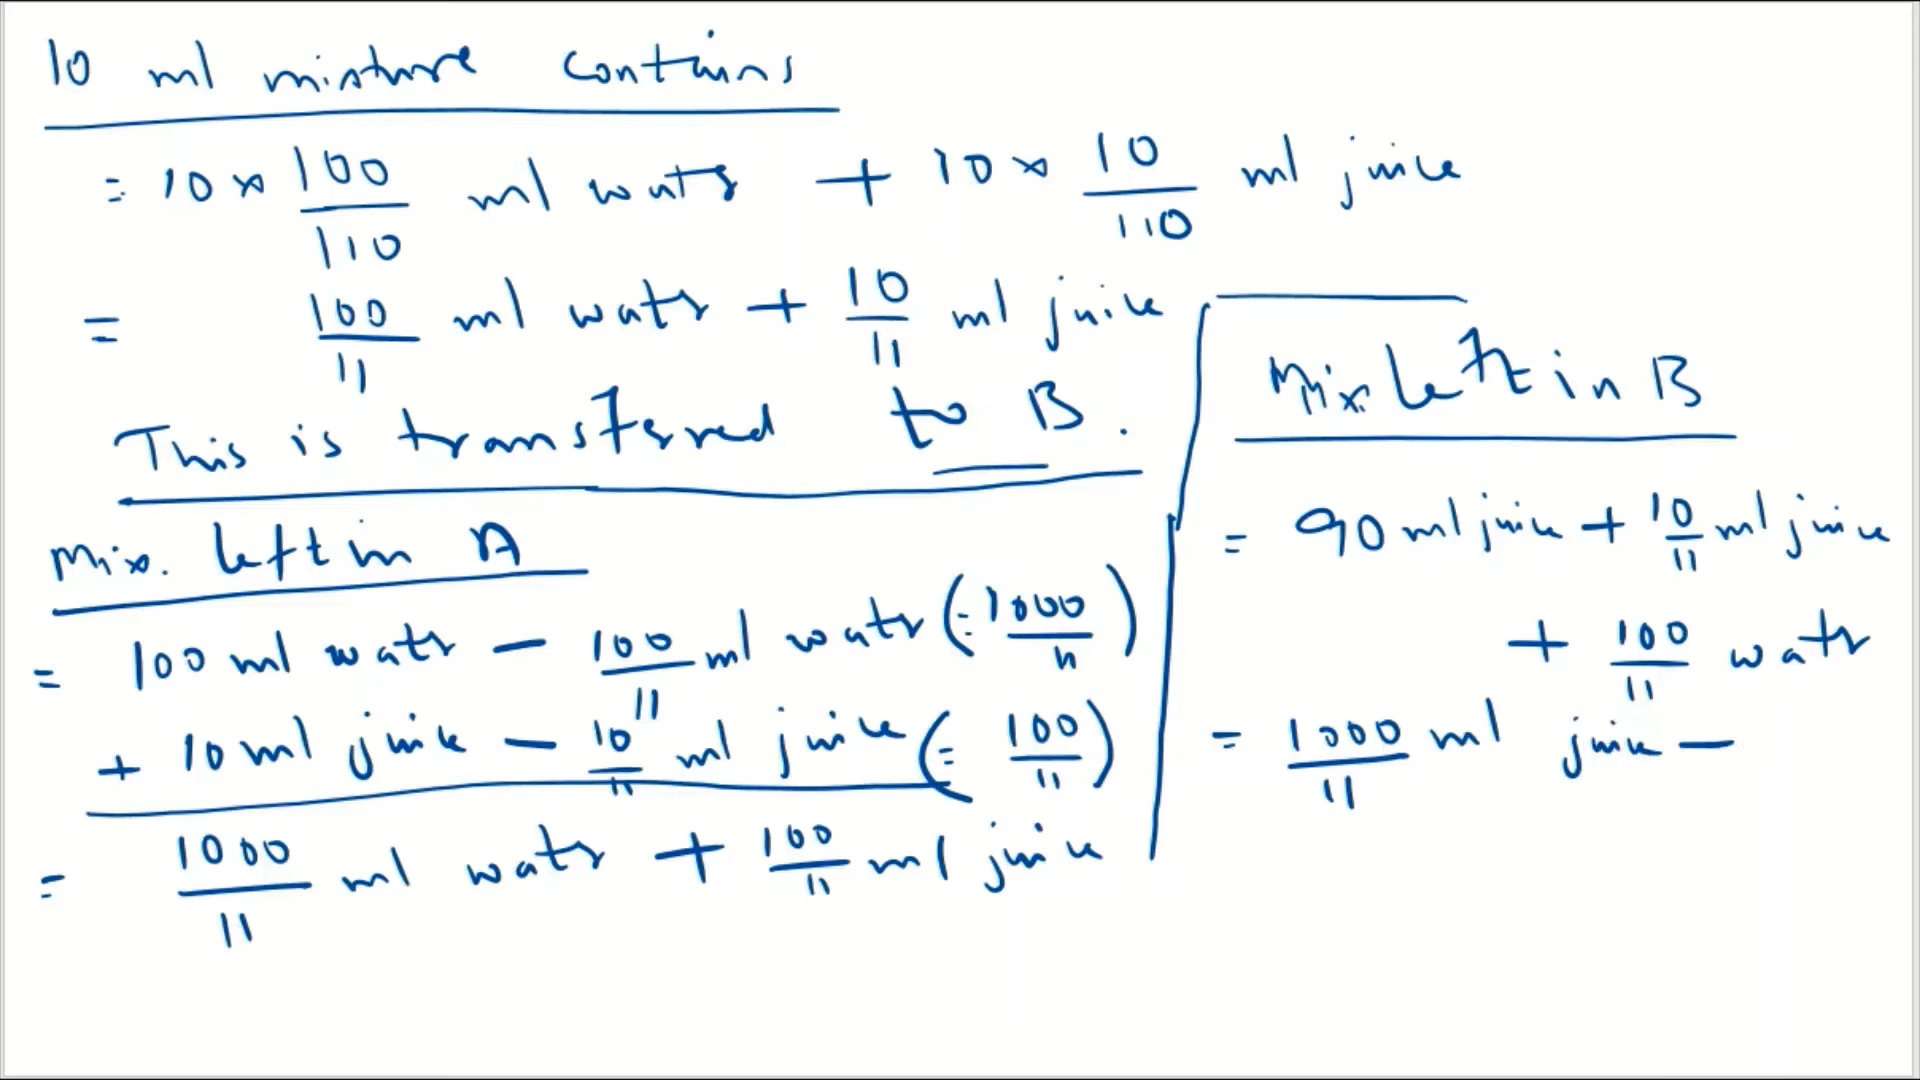 10 ml mixture contains
= 10 × 100/110 ml water + 10 × 10/110 ml juice
= 100/11 ml water + 10/11 ml juice
This is transferred to B.
Mix. left in A
= 100 ml water − 100/11 ml water (= 1000/11)
+ 10 ml juice − 10/11 ml juice (= 100/11)
= 1000/11 ml water + 100/11 ml juice
Mix. left in B
= 90 ml juice + 10/11 ml juice
+ 100/11 water
= 1000/11 ml juice −